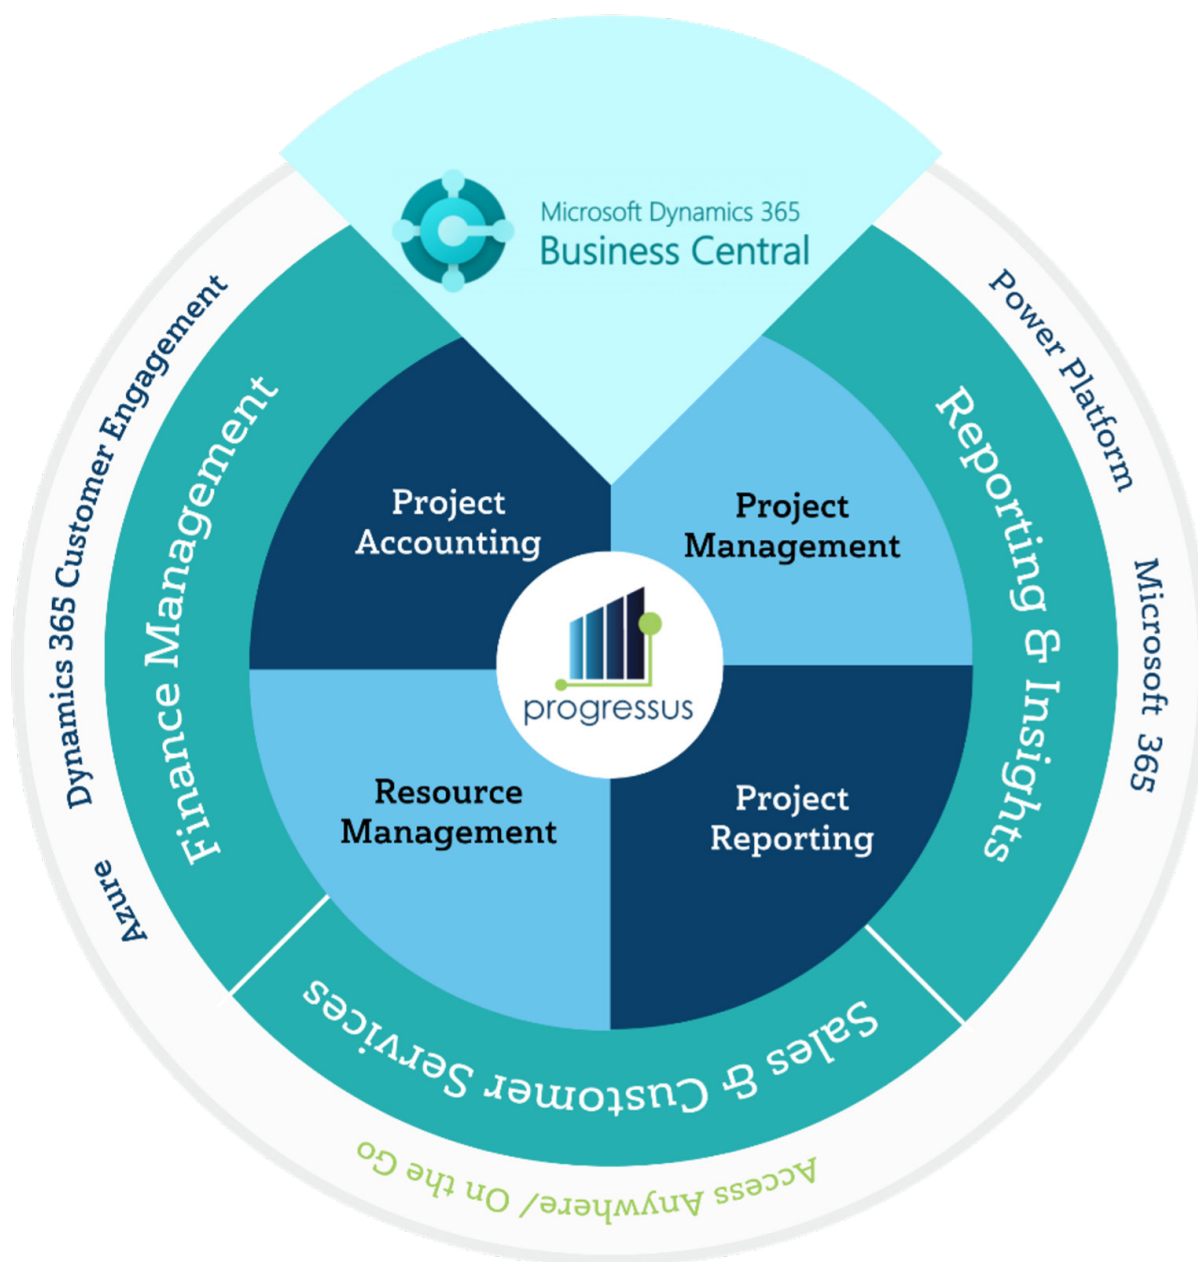 Microsoft Dynamics 365
Business Central
Dynamics 365 Customer Engagement
Azure
Power Platform
Microsoft 365
Finance Management
Reporting & Insights
Project
Accounting
Project
Management
progressus
Resource
Management
Project
Reporting
Sales & Customer Services
Access Anywhere/ On the Go